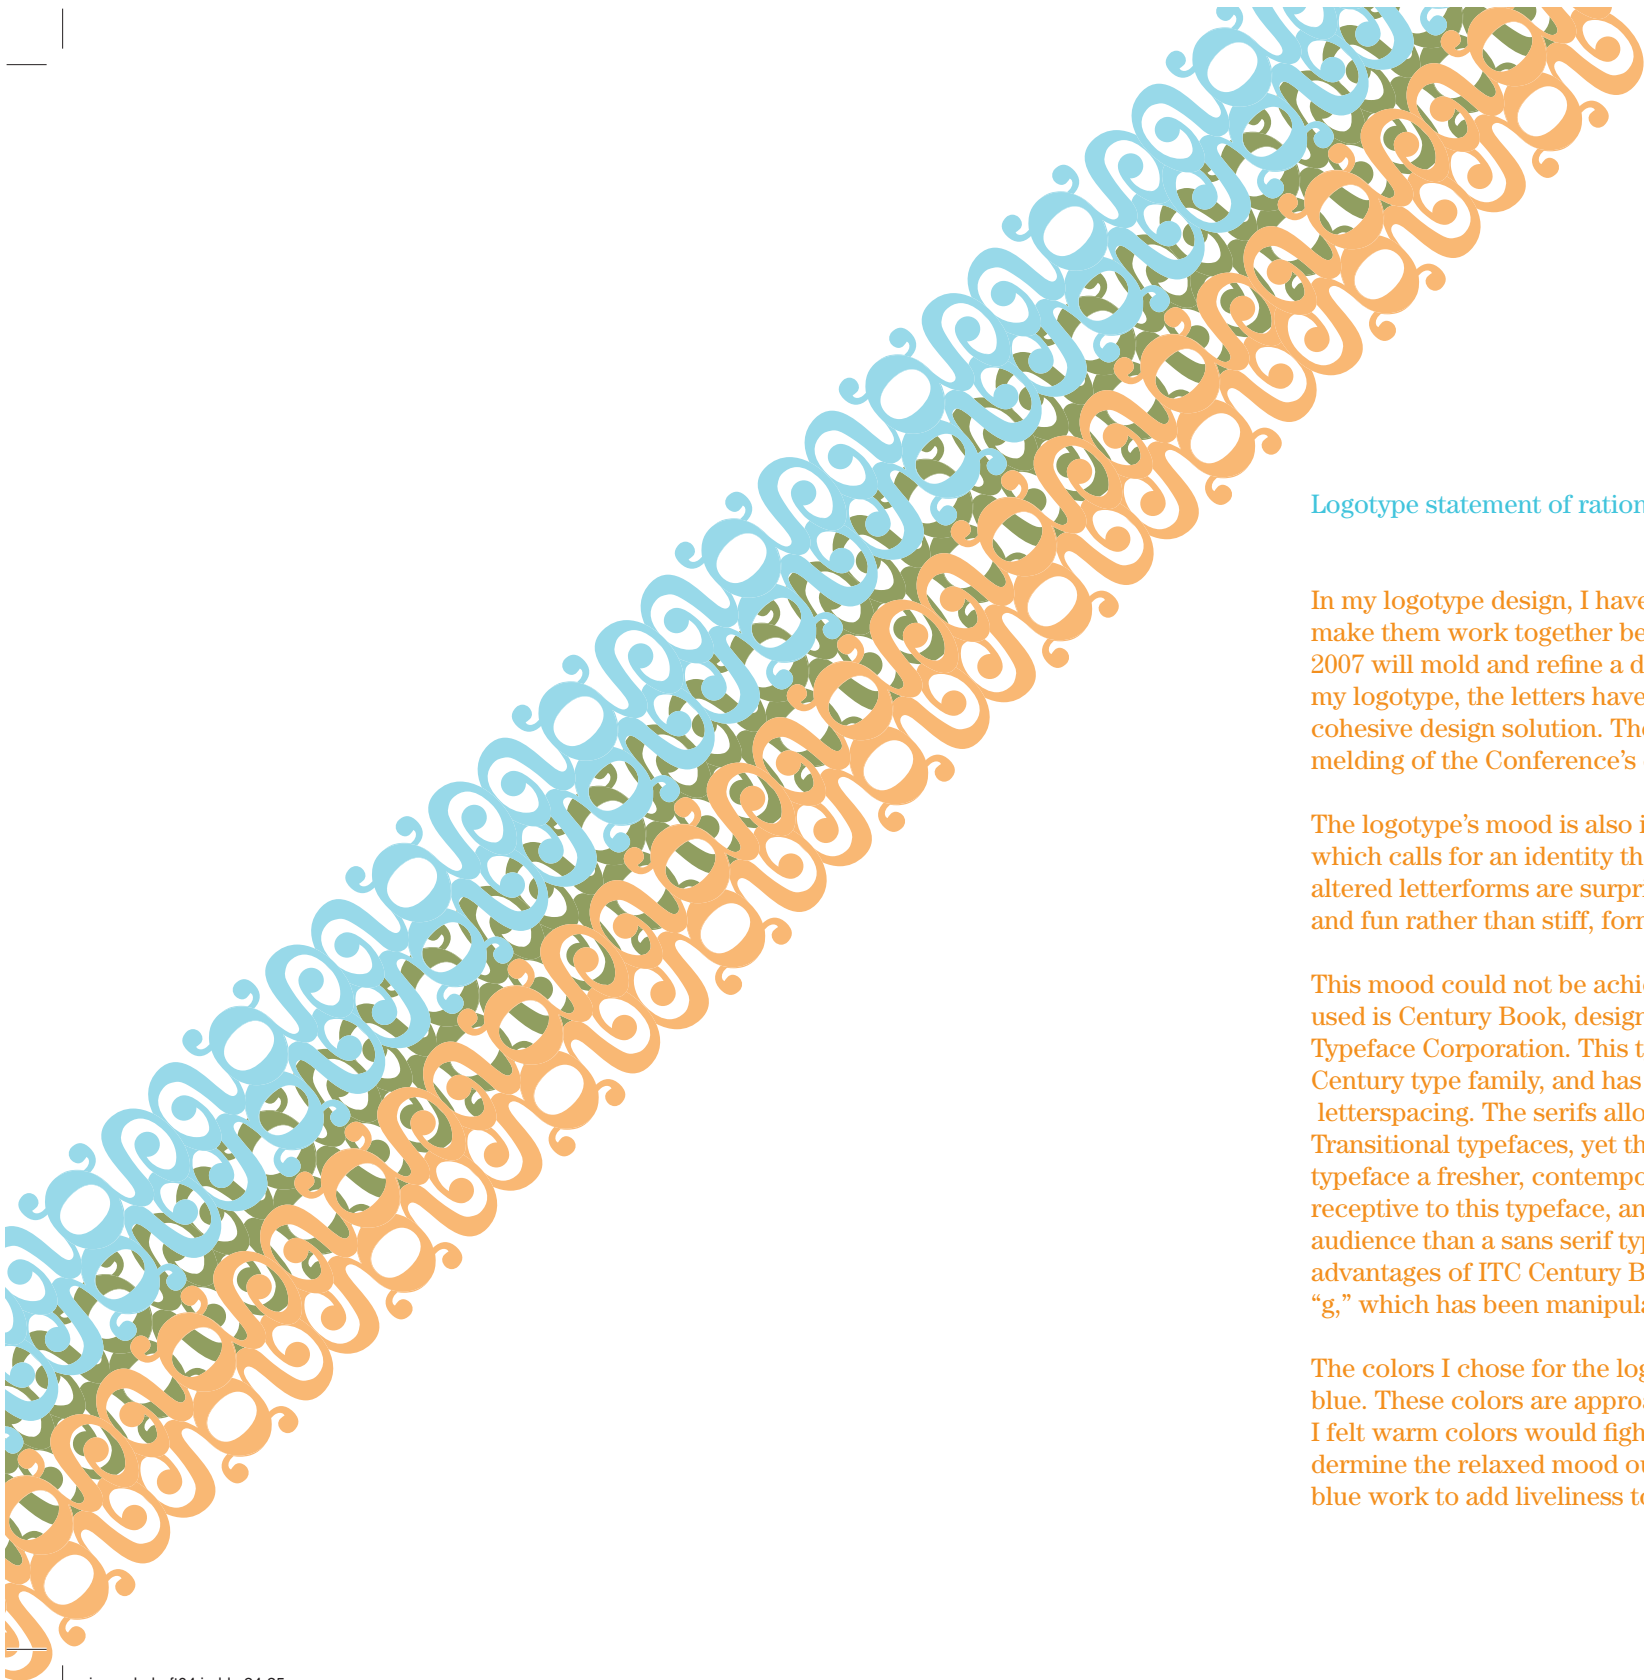 Logotype statement of ration
In my logotype design, I have
make them work together be
2007 will mold and refine a d
my logotype, the letters have
cohesive design solution. The
melding of the Conference’s
The logotype’s mood is also i
which calls for an identity th
altered letterforms are surpri
and fun rather than stiff, for
This mood could not be achi
used is Century Book, desig
Typeface Corporation. This t
Century type family, and has
letterspacing. The serifs allo
Transitional typefaces, yet th
typeface a fresher, contempo
receptive to this typeface, an
audience than a sans serif typ
advantages of ITC Century B
“g,” which has been manipula
The colors I chose for the log
blue. These colors are appro
I felt warm colors would figh
dermine the relaxed mood ou
blue work to add liveliness to